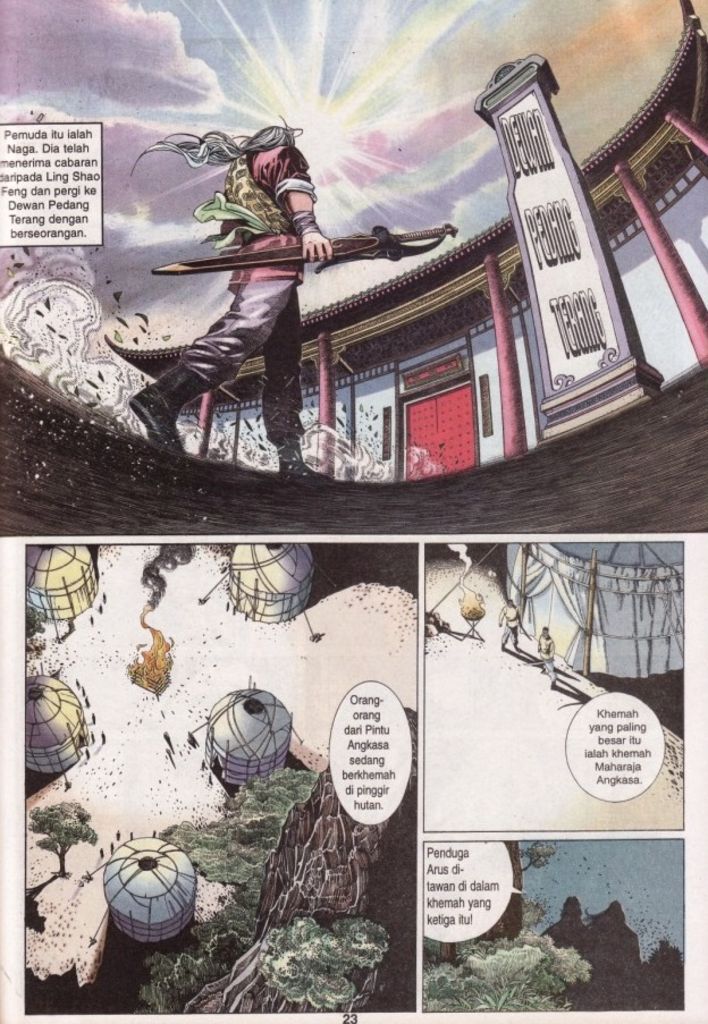 Pemuda itu ialah
Naga. Dia telah
menerima cabaran
daripada Ling Shao
Feng dan pergi ke
Dewan Pedang
Terang dengan
berseorangan.
DEWAN
PEDANG
TERANG
Orang-
orang
dari Pintu
Angkasa
sedang
berkhemah
di pinggir
hutan.
Khemah
yang paling
besar itu
ialah khemah
Maharaja
Angkasa.
Penduga
Arus di-
tawan di dalam
khemah yang
ketiga itu!
23